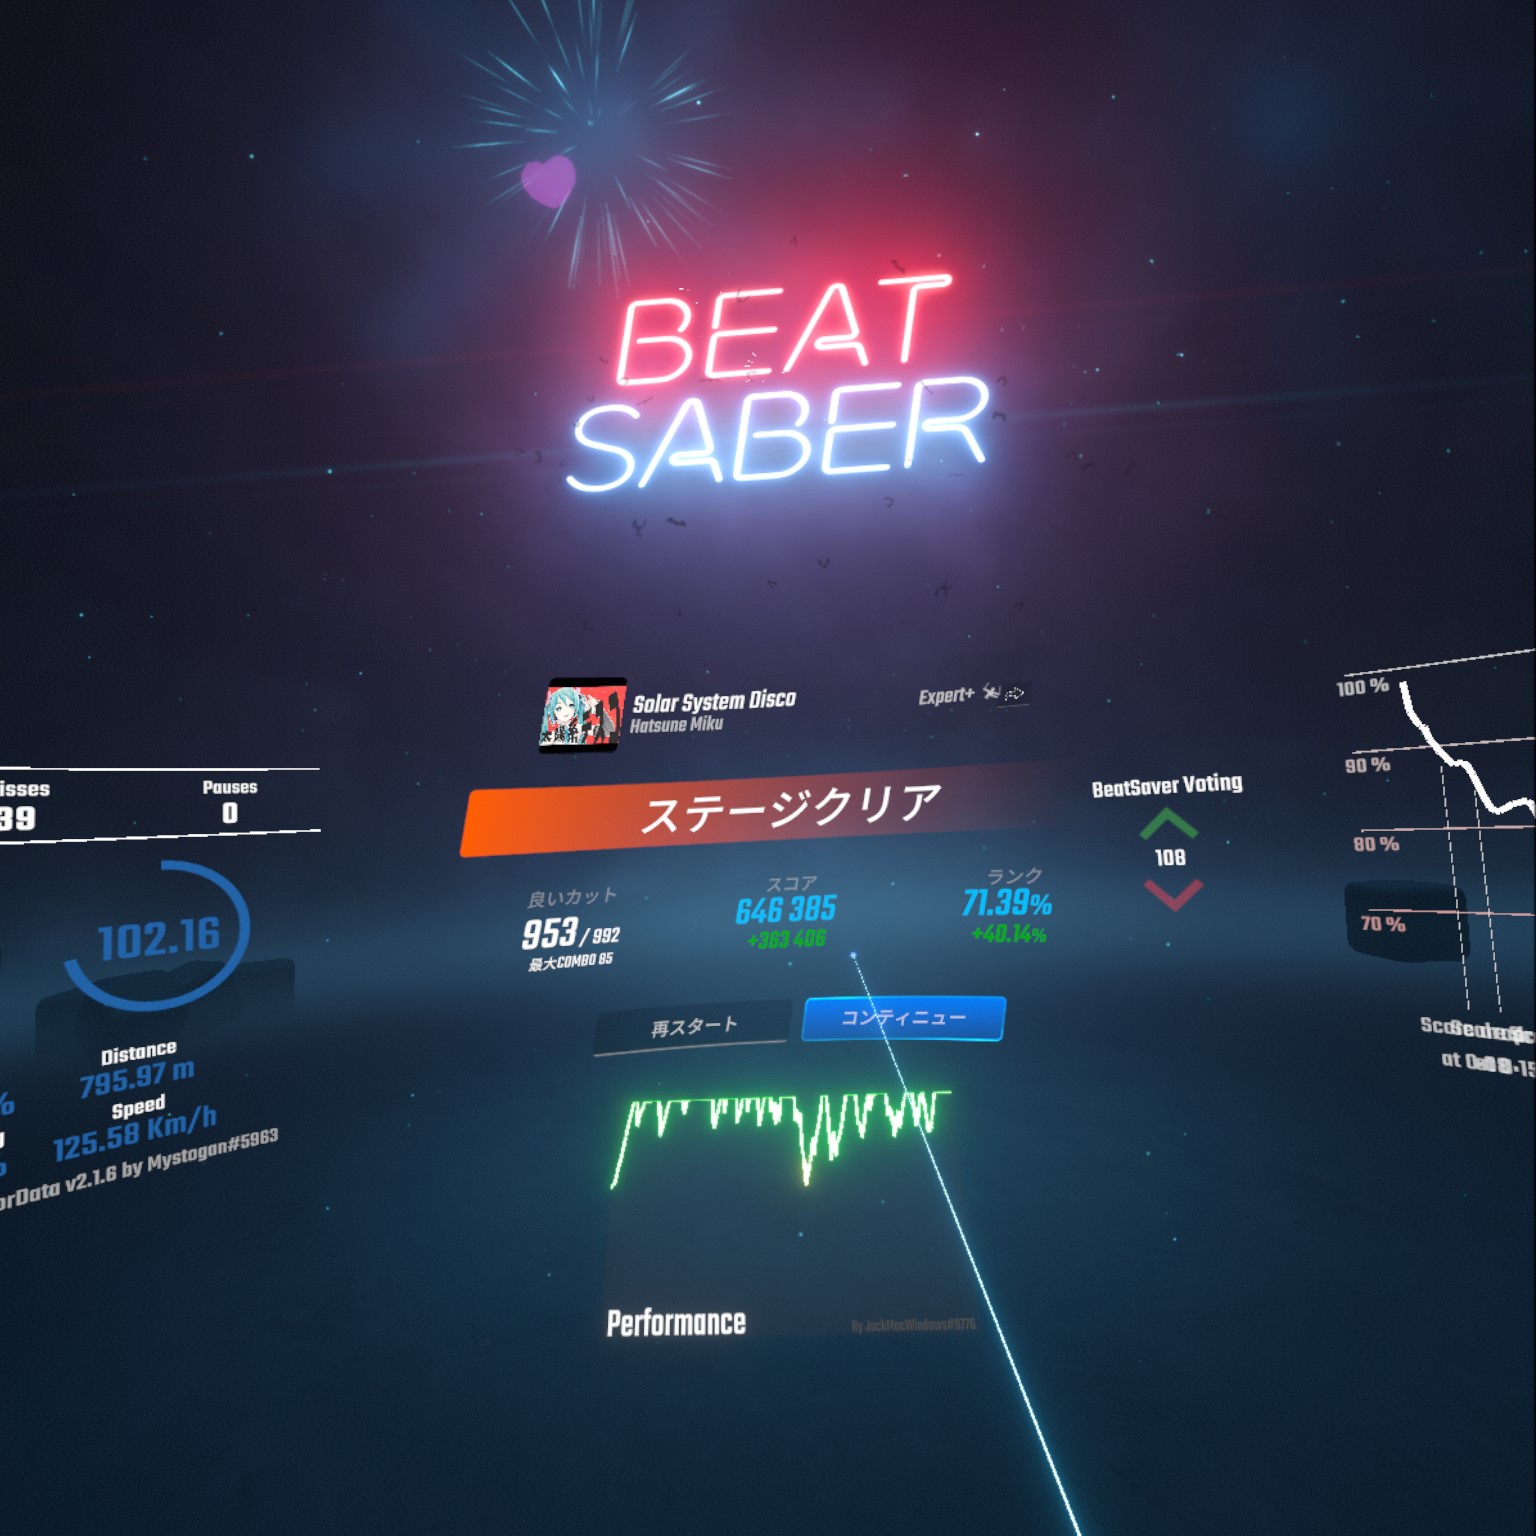 BEAT
SABER
Solar System Disco
Hatsune Miku
Expert+
ステージクリア
良いカット
953/992
最大COMBO 85
スコア
646 385
+363 406
ランク
71.39%
+40.14%
再スタート
コンティニュー
BeatSaver Voting
108
isses
39
Pauses
0
102.16
Distance
795.97 m
Speed
125.58 Km/h
orData v2.1.6 by Mystogan#5963
100 %
90 %
80 %
70 %
Performance
By JackMacWindows#9776